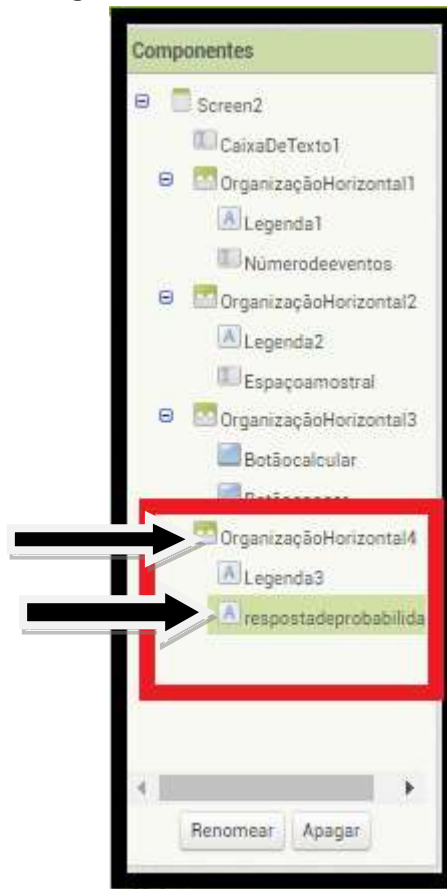 Componentes
Screen2
CaixaDeTexto1
OrganizaçãoHorizontal1
Legenda1
Númerodeeventos
OrganizaçãoHorizontal2
Legenda2
Espaçoamostral
OrganizaçãoHorizontal3
Botãocalcular
OrganizaçãoHorizontal4
Legenda3
respostadeprobabilida
Renomear Apagar